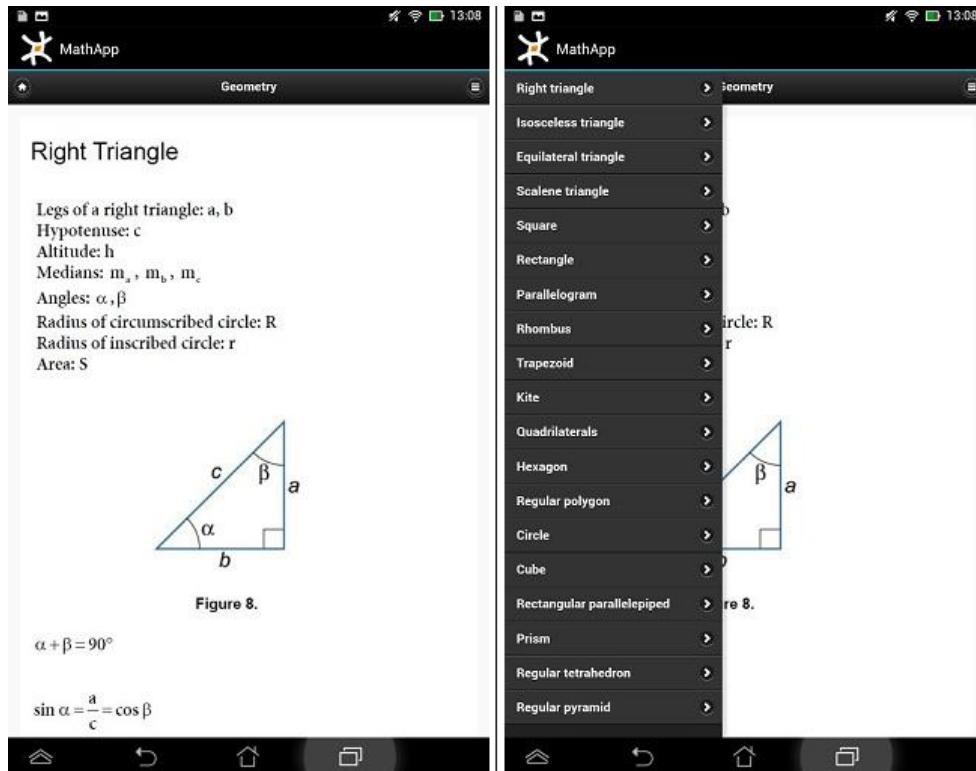 13:08
MathApp
Geometry
Right Triangle
Legs of a right triangle: a, b
Hypotenuse: c
Altitude: h
Medians: mₐ , m_b , m_c
Angles: α , β
Radius of circumscribed circle: R
Radius of inscribed circle: r
Area: S
c
β
a
α
b
Figure 8.
α + β = 90°
sin α = a/c = cos β
13:08
MathApp
Geometry
Right triangle
Isosceless triangle
Equilateral triangle
Scalene triangle
Square
Rectangle
Parallelogram
Rhombus
Trapezoid
Kite
Quadrilaterals
Hexagon
Regular polygon
Circle
Cube
Rectangular parallelepiped
Prism
Regular tetrahedron
Regular pyramid
b
ircle: R
r
β
a
re 8.